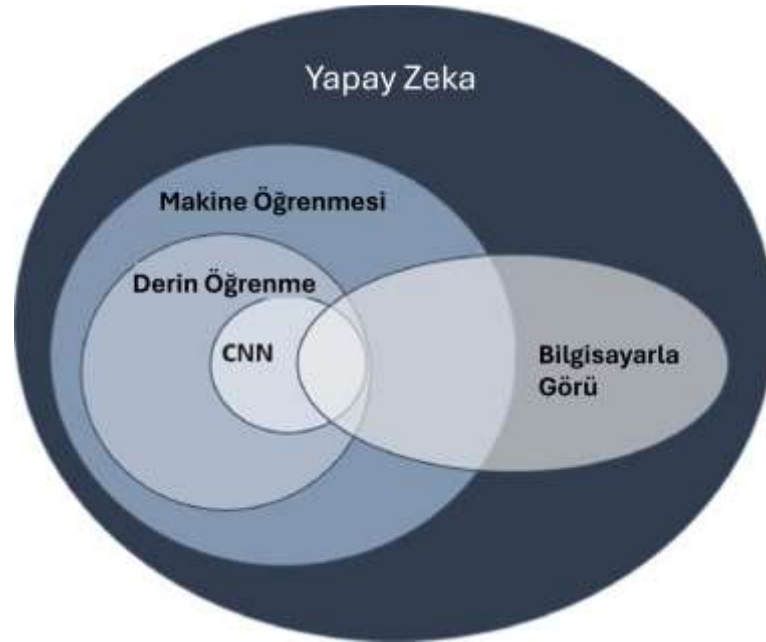 Yapay Zeka
Makine Öğrenmesi
Derin Öğrenme
CNN
Bilgisayarla
Görü